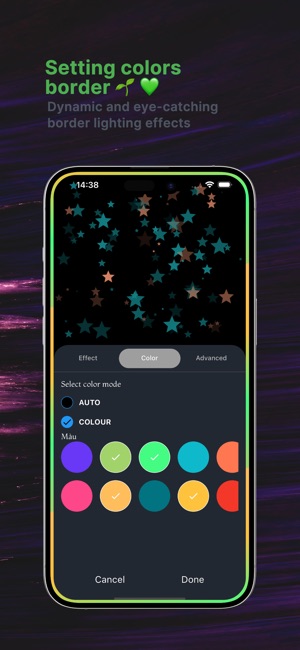 Setting colors
border 🌱 💚
Dynamic and eye-catching
border lighting effects
14:38
Effect
Color
Advanced
Select color mode
AUTO
COLOUR
Màu
Cancel
Done